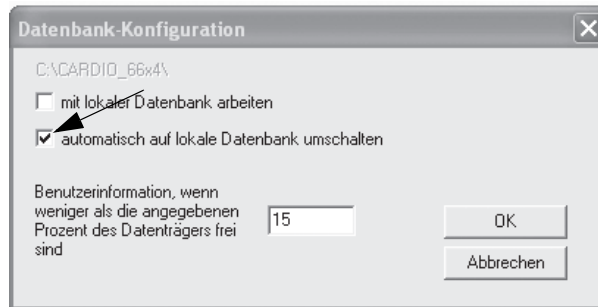 Datenbank-Konfiguration
C:\CARDIO_66x4\
mit lokaler Datenbank arbeiten
automatisch auf lokale Datenbank umschalten
Benutzerinformation, wenn
weniger als die angegebenen
Prozent des Datenträgers frei
sind
15
OK
Abbrechen